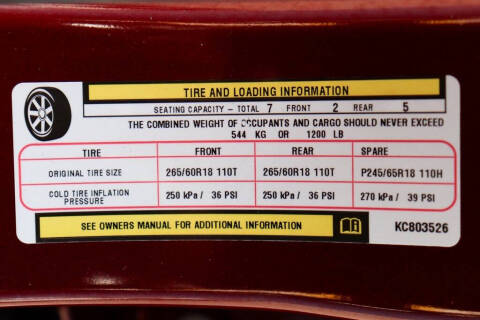 TIRE AND LOADING INFORMATION
SEATING CAPACITY - TOTAL 7 FRONT 2 REAR 5
THE COMBINED WEIGHT OF OCCUPANTS AND CARGO SHOULD NEVER EXCEED
544 KG OR 1200 LB
TIRE FRONT REAR SPARE
ORIGINAL TIRE SIZE 265/60R18 110T 265/60R18 110T P245/65R18 110H
COLD TIRE INFLATION PRESSURE 250 kPa / 36 PSI 250 kPa / 36 PSI 270 kPa / 39 PSI
SEE OWNERS MANUAL FOR ADDITIONAL INFORMATION KC803526